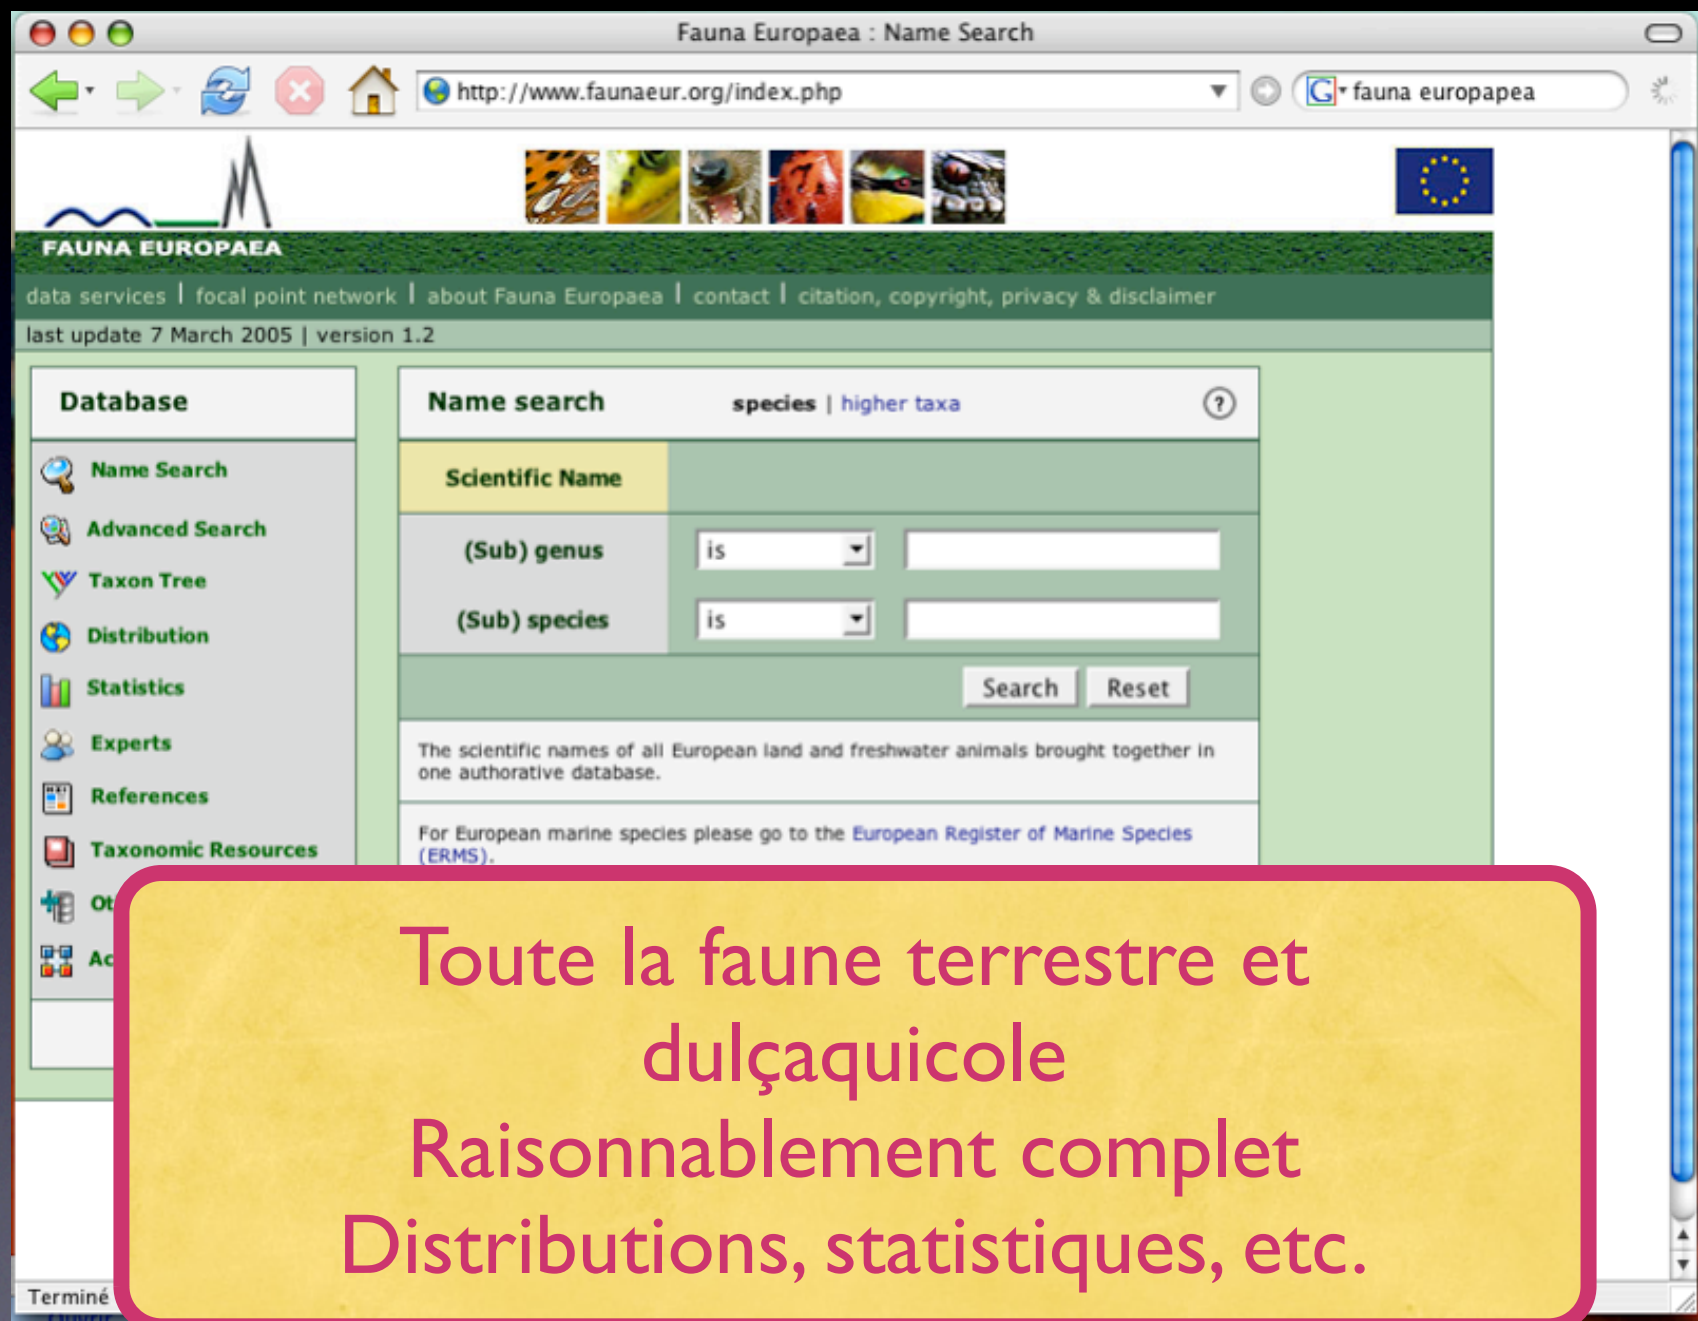 Fauna Europaea : Name Search
http://www.faunaeur.org/index.php
G fauna europapea
FAUNA EUROPAEA
data services | focal point network | about Fauna Europaea | contact | citation, copyright, privacy & disclaimer
last update 7 March 2005 | version 1.2
Database
Name Search
Advanced Search
Taxon Tree
Distribution
Statistics
Experts
References
Taxonomic Resources
Ot
Ac
Name search species | higher taxa ?
Scientific Name
(Sub) genus is
(Sub) species is
Search Reset
The scientific names of all European land and freshwater animals brought together in
one authorative database.
For European marine species please go to the European Register of Marine Species
(ERMS).
Toute la faune terrestre et
dulçaquicole
Raisonnablement complet
Distributions, statistiques, etc.
Terminé